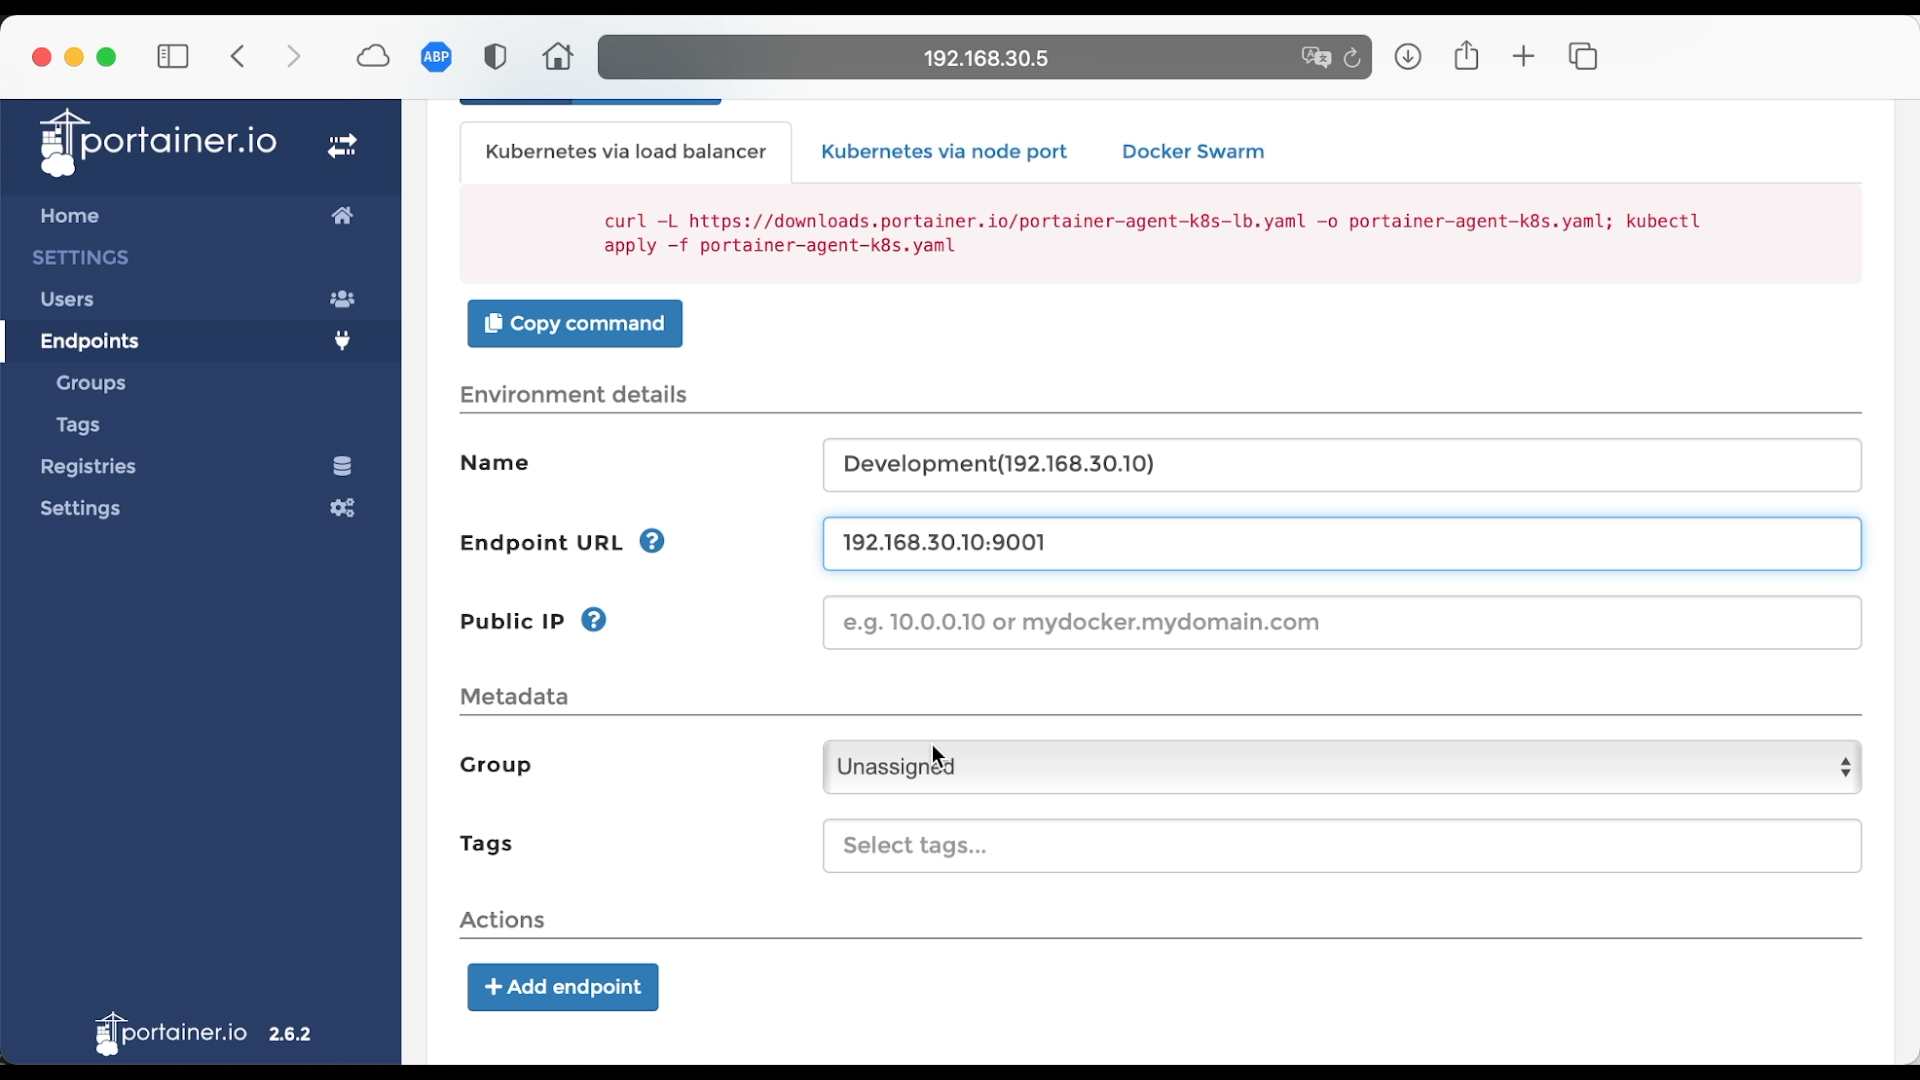 ABP
192.168.30.5
portainer.io
Home
SETTINGS
Users
Endpoints
Groups
Tags
Registries
Settings
portainer.io 2.6.2
Kubernetes via load balancer
Kubernetes via node port
Docker Swarm
curl -L https://downloads.portainer.io/portainer-agent-k8s-lb.yaml -o portainer-agent-k8s.yaml; kubectl
apply -f portainer-agent-k8s.yaml
Copy command
Environment details
Name
Development(192.168.30.10)
Endpoint URL ?
192.168.30.10:9001
Public IP ?
e.g. 10.0.0.10 or mydocker.mydomain.com
Metadata
Group
Unassigned
Tags
Select tags...
Actions
+ Add endpoint